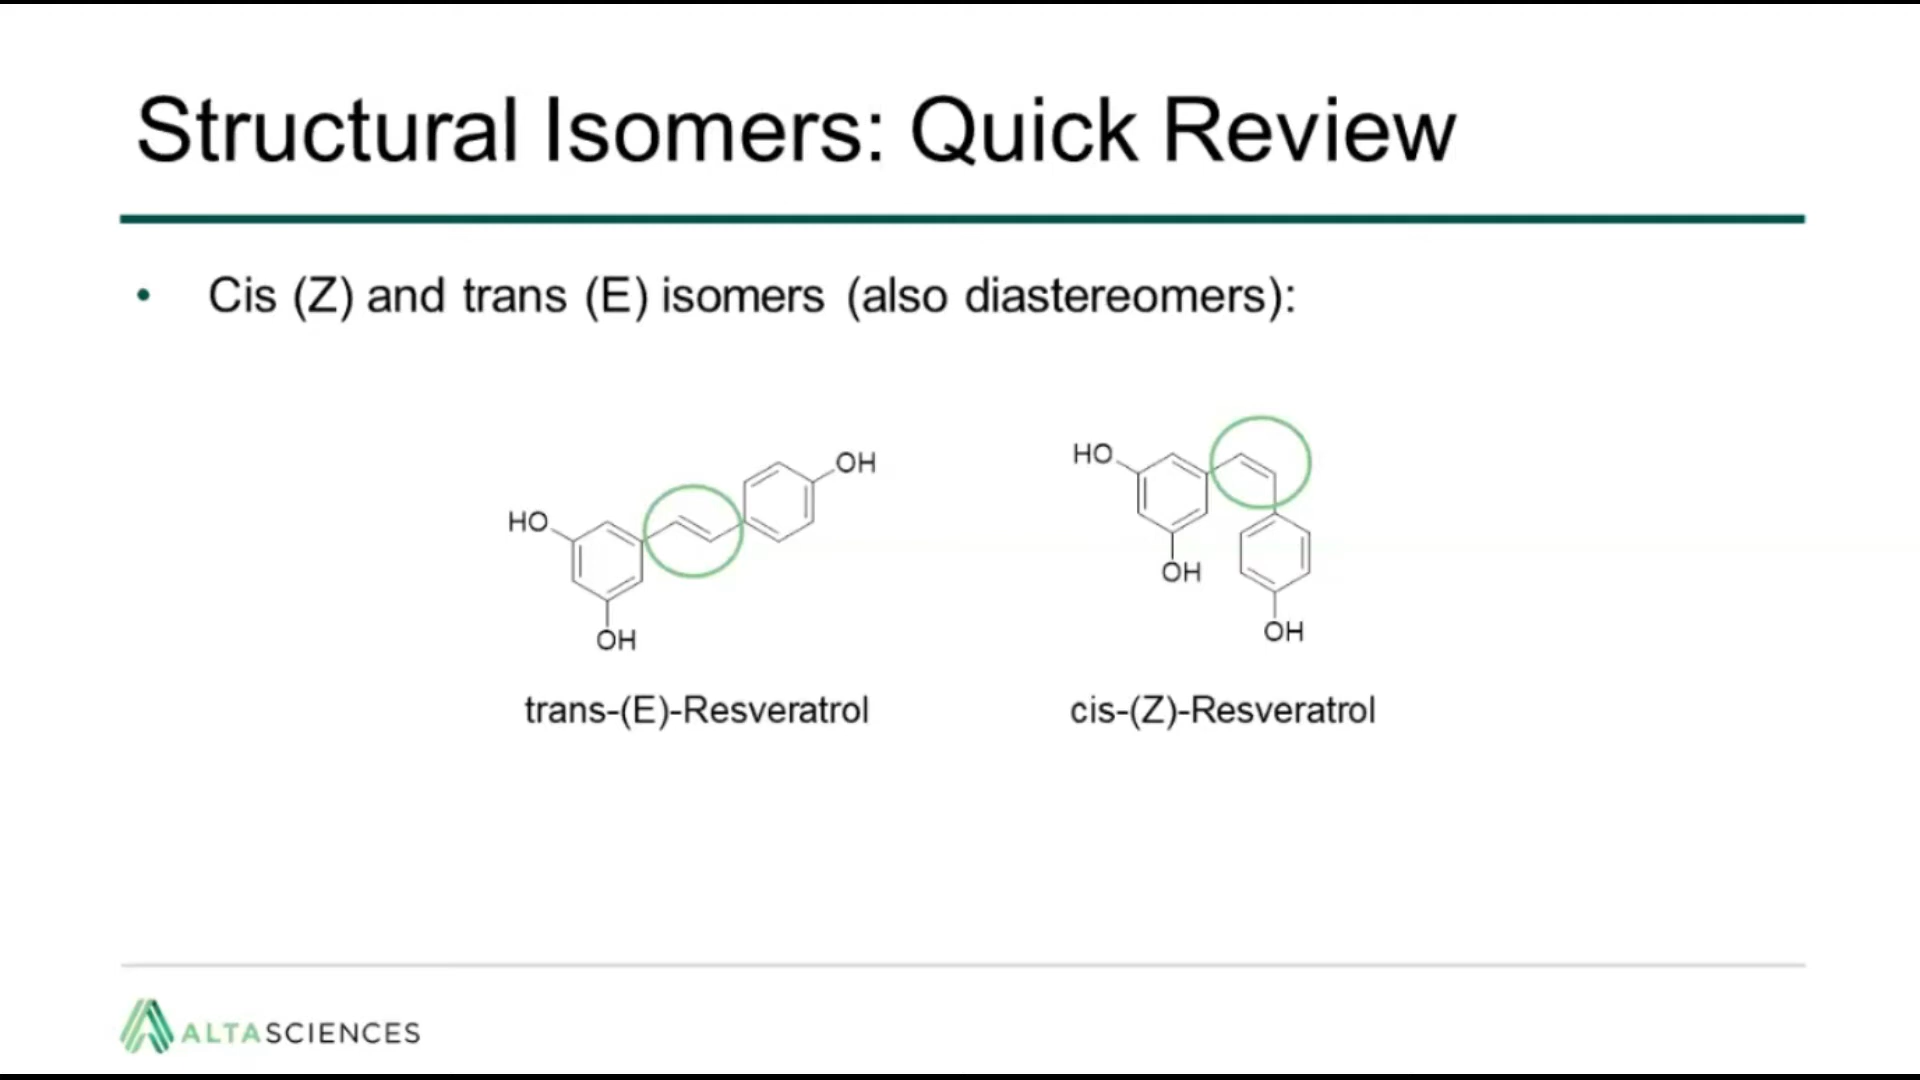 Structural Isomers: Quick Review
• Cis (Z) and trans (E) isomers (also diastereomers):
HO
OH
OH
HO
OH
OH
trans-(E)-Resveratrol
cis-(Z)-Resveratrol
ALTASCIENCES